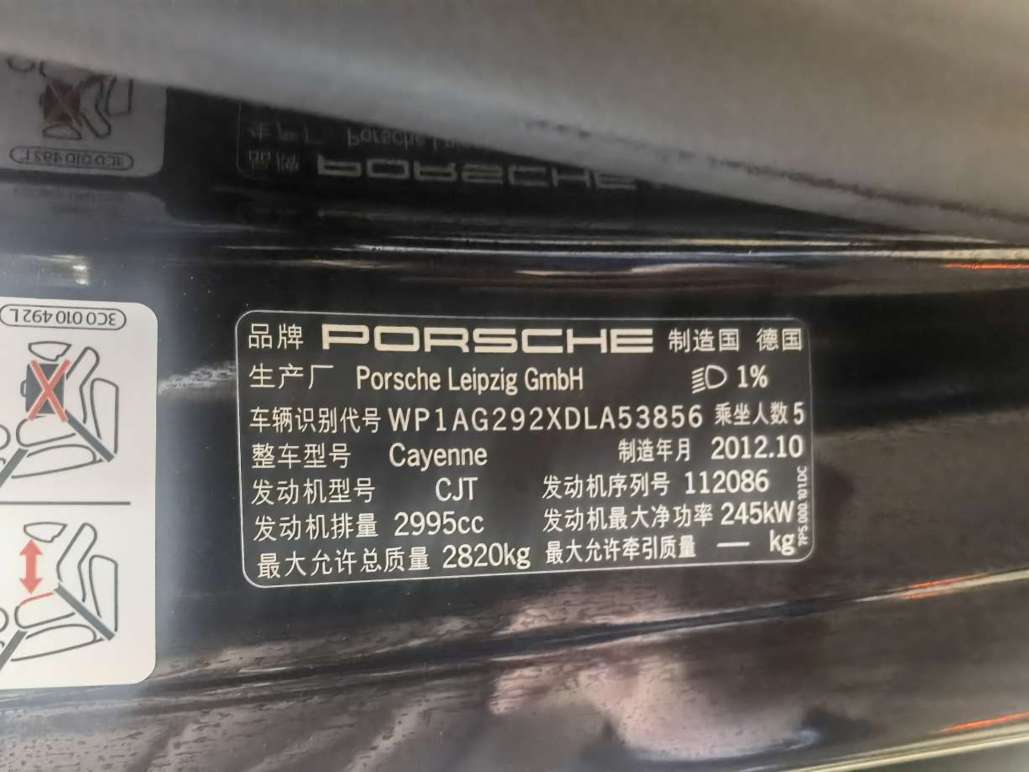 3C0 010 492 L
品牌 PORSCHE 制造国 德国
生产厂 Porsche Leipzig GmbH 1%
车辆识别代号 WP1AG292XDLA53856 乘坐人数 5
整车型号 Cayenne 制造年月 2012.10
发动机型号 CJT 发动机序列号 112086
发动机排量 2995cc 发动机最大净功率 245kW
最大允许总质量 2820kg 最大允许牵引质量 — kg
7P5.000.101.DC